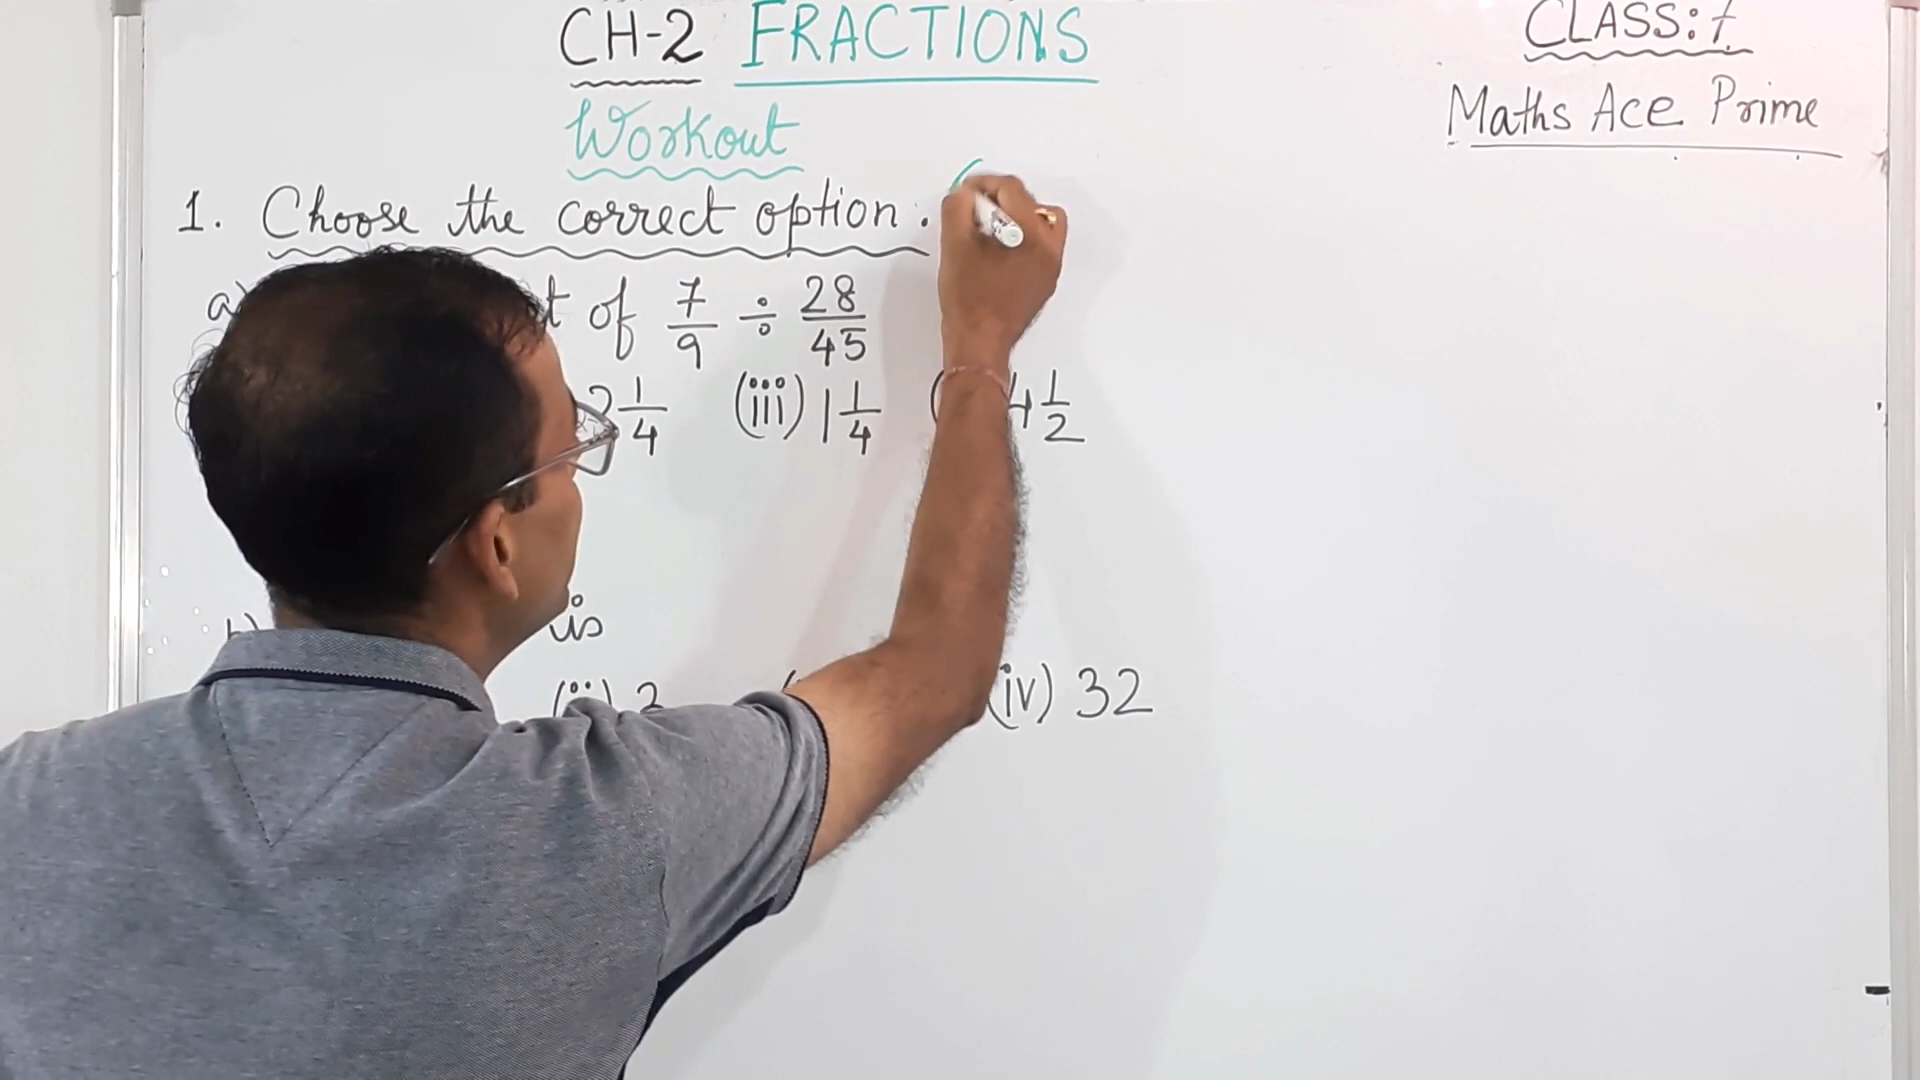 CH-2 FRACTIONS
CLASS: 7
Maths Ace Prime
Workout
1. Choose the correct option.
a) of 7/9 ÷ 28/45
2 1/4 (iii) 1 1/4 4 1/2
is
(ii) 2 (iv) 32